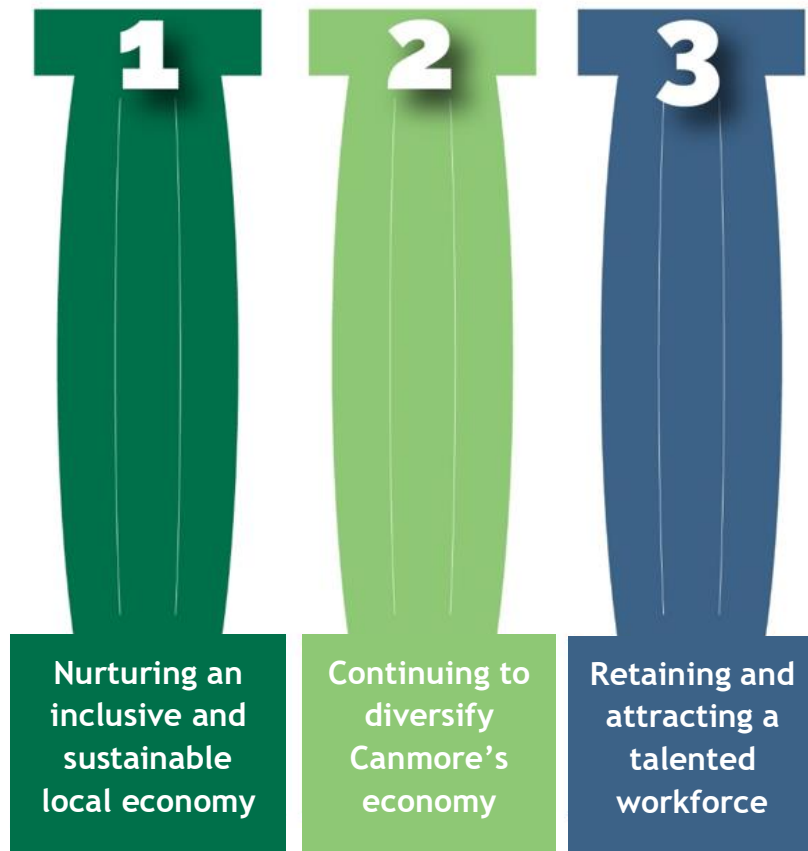 1
2
3
Nurturing an
inclusive and
sustainable
local economy
Continuing to
diversify
Canmore’s
economy
Retaining and
attracting a
talented
workforce